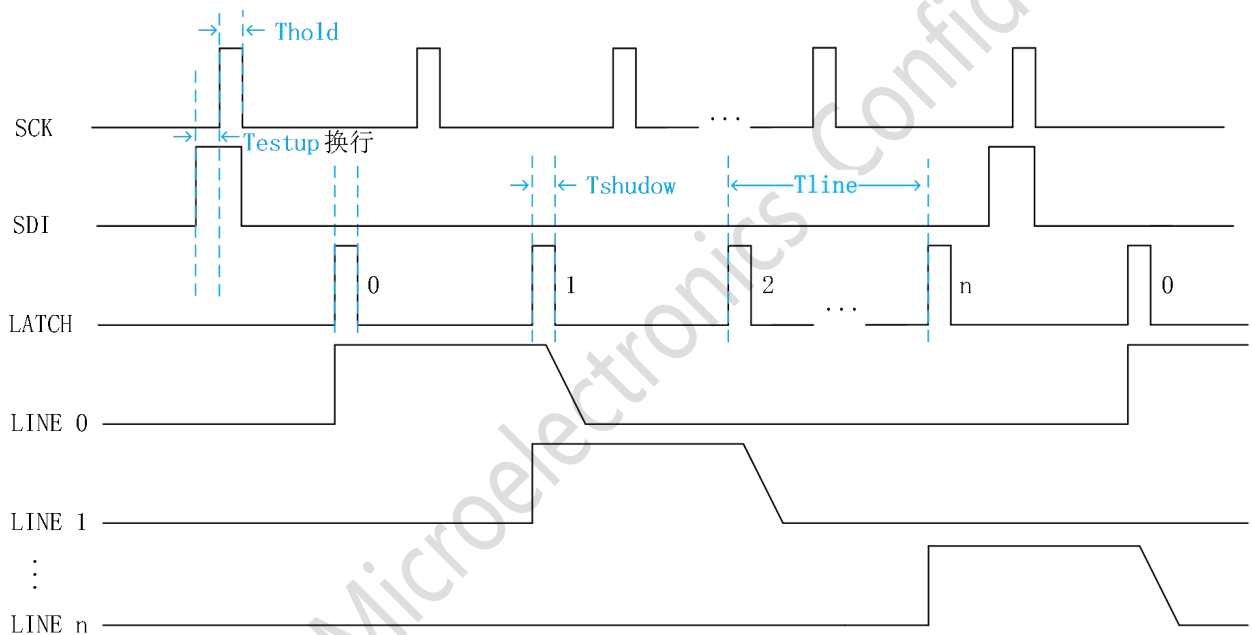 Thold
SCK
...
Testup 换行
Tshudow
Tline
SDI
0
1
2
n
0
LATCH
...
LINE 0
LINE 1
⋮
LINE n
Microelectronics Confid